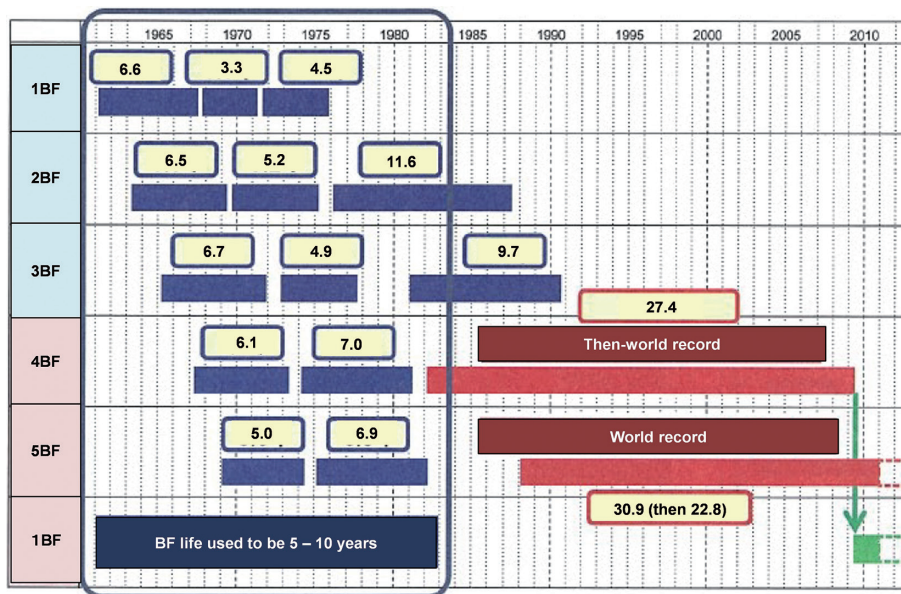 1965 1970 1975 1980 1985 1990 1995 2000 2005 2010
1BF
6.6 3.3 4.5
2BF
6.5 5.2 11.6
3BF
6.7 4.9 9.7
27.4
4BF
6.1 7.0
Then-world record
5BF
5.0 6.9
World record
30.9 (then 22.8)
1BF
BF life used to be 5 – 10 years